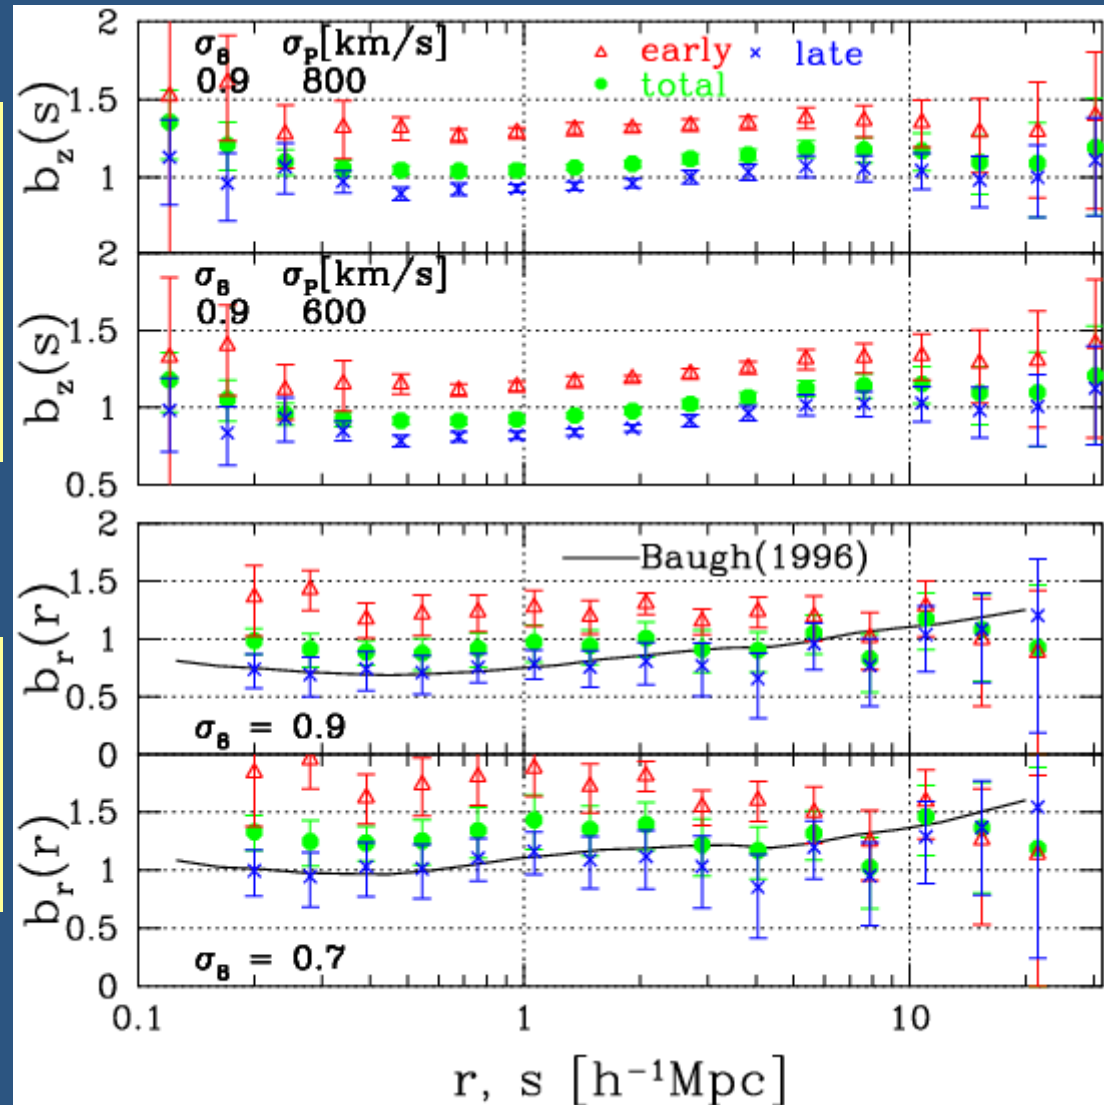 2
σ8 σP[km/s]
0.9 800
early late
total
1.5
1
bz(s)
2
σ8 σP[km/s]
0.9 600
1.5
1
0.5
bz(s)
2
Baugh(1996)
1.5
1
0.5
br(r)
σ8 = 0.9
0
1.5
1
0.5
br(r)
σ8 = 0.7
0
0.1 1 10
r, s [h⁻¹Mpc]